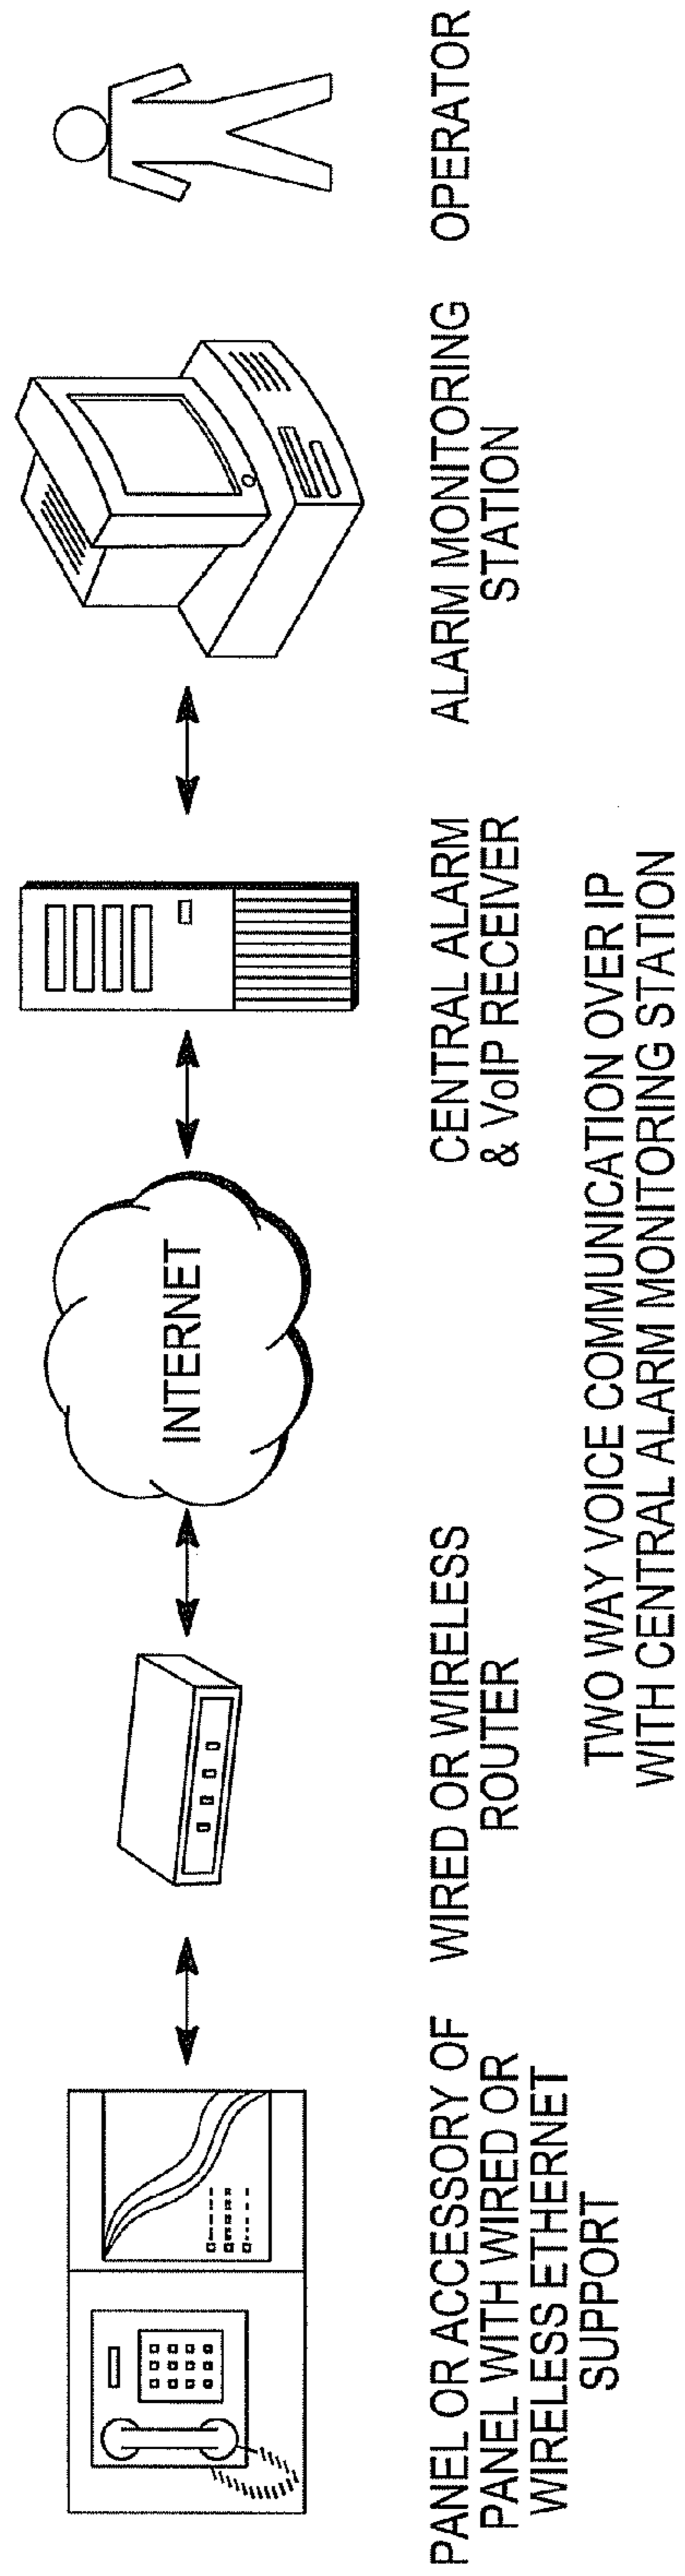 INTERNET
PANEL OR ACCESSORY OF
PANEL WITH WIRED OR
WIRELESS ETHERNET
SUPPORT
WIRED OR WIRELESS
ROUTER
CENTRAL ALARM
& VoIP RECEIVER
ALARM MONITORING
STATION
OPERATOR
TWO WAY VOICE COMMUNICATION OVER IP
WITH CENTRAL ALARM MONITORING STATION